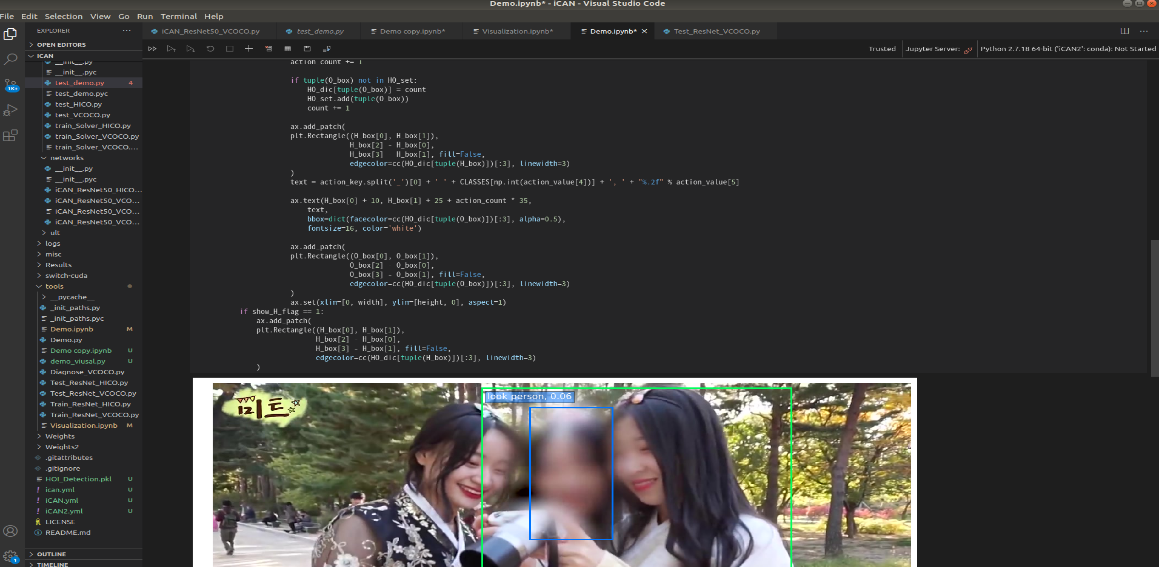 Demo.ipynb* - iCAN - Visual Studio Code
File Edit Selection View Go Run Terminal Help
EXPLORER
iCAN_ResNet50_VCOCO.py
test_demo.py
Demo copy.ipynb*
Visualization.ipynb*
Demo.ipynb*
Test_ResNet_VCOCO.py
Trusted
Jupyter Server:
Python 2.7.18 64-bit ('iCAN2': conda): Not Started
OPEN EDITORS
ICAN
__init__.py
__init__.pyc
test_demo.py 4
test_demo.pyc
test_HICO.py
test_VCOCO.py
train_Solver_HICO.py
train_Solver_VCOCO.py
train_Solver_VCOCO....
networks
__init__.py
__init__.pyc
iCAN_ResNet50_HICO...
iCAN_ResNet50_VCO...
iCAN_ResNet50_VCO...
iCAN_ResNet50_VCO...
ult
logs
misc
Results
switch-cuda
tools
__pycache__
_init_paths.py
_init_paths.pyc
Demo.ipynb M
Demo.py
Demo copy.ipynb U
demo_viusal.py U
Diagnose_VCOCO.py
Test_ResNet_HICO.py
Test_ResNet_VCOCO.py
Train_ResNet_HICO.py
Train_ResNet_VCOCO.py
Visualization.ipynb M
Weights
Weights2
.gitattributes
.gitignore
HOI_Detection.pkl U
ican.yml U
iCAN.yml U
iCAN2.yml U
LICENSE
README.md
OUTLINE
TIMELINE
1K+
1
action_count += 1
if tuple(O_box) not in HO_set:
HO_dic[tuple(O_box)] = count
HO_set.add(tuple(O_box))
count += 1
ax.add_patch(
plt.Rectangle((H_box[0], H_box[1]),
H_box[2] - H_box[0],
H_box[3] - H_box[1], fill=False,
edgecolor=cc(HO_dic[tuple(H_box)])[:3], linewidth=3)
)
text = action_key.split('_')[0] + ' ' + CLASSES[np.int(action_value[4])] + ', ' + "%.2f" % action_value[5]
ax.text(H_box[0] + 10, H_box[1] + 25 + action_count * 35,
text,
bbox=dict(facecolor=cc(HO_dic[tuple(O_box)])[:3], alpha=0.5),
fontsize=16, color='white')
ax.add_patch(
plt.Rectangle((O_box[0], O_box[1]),
O_box[2] - O_box[0],
O_box[3] - O_box[1], fill=False,
edgecolor=cc(HO_dic[tuple(O_box)])[:3], linewidth=3)
)
ax.set(xlim=[0, width], ylim=[height, 0], aspect=1)
if show_H_flag == 1:
ax.add_patch(
plt.Rectangle((H_box[0], H_box[1]),
H_box[2] - H_box[0],
H_box[3] - H_box[1], fill=False,
edgecolor=cc(HO_dic[tuple(H_box)])[:3], linewidth=3)
)
미트
look person, 0.06